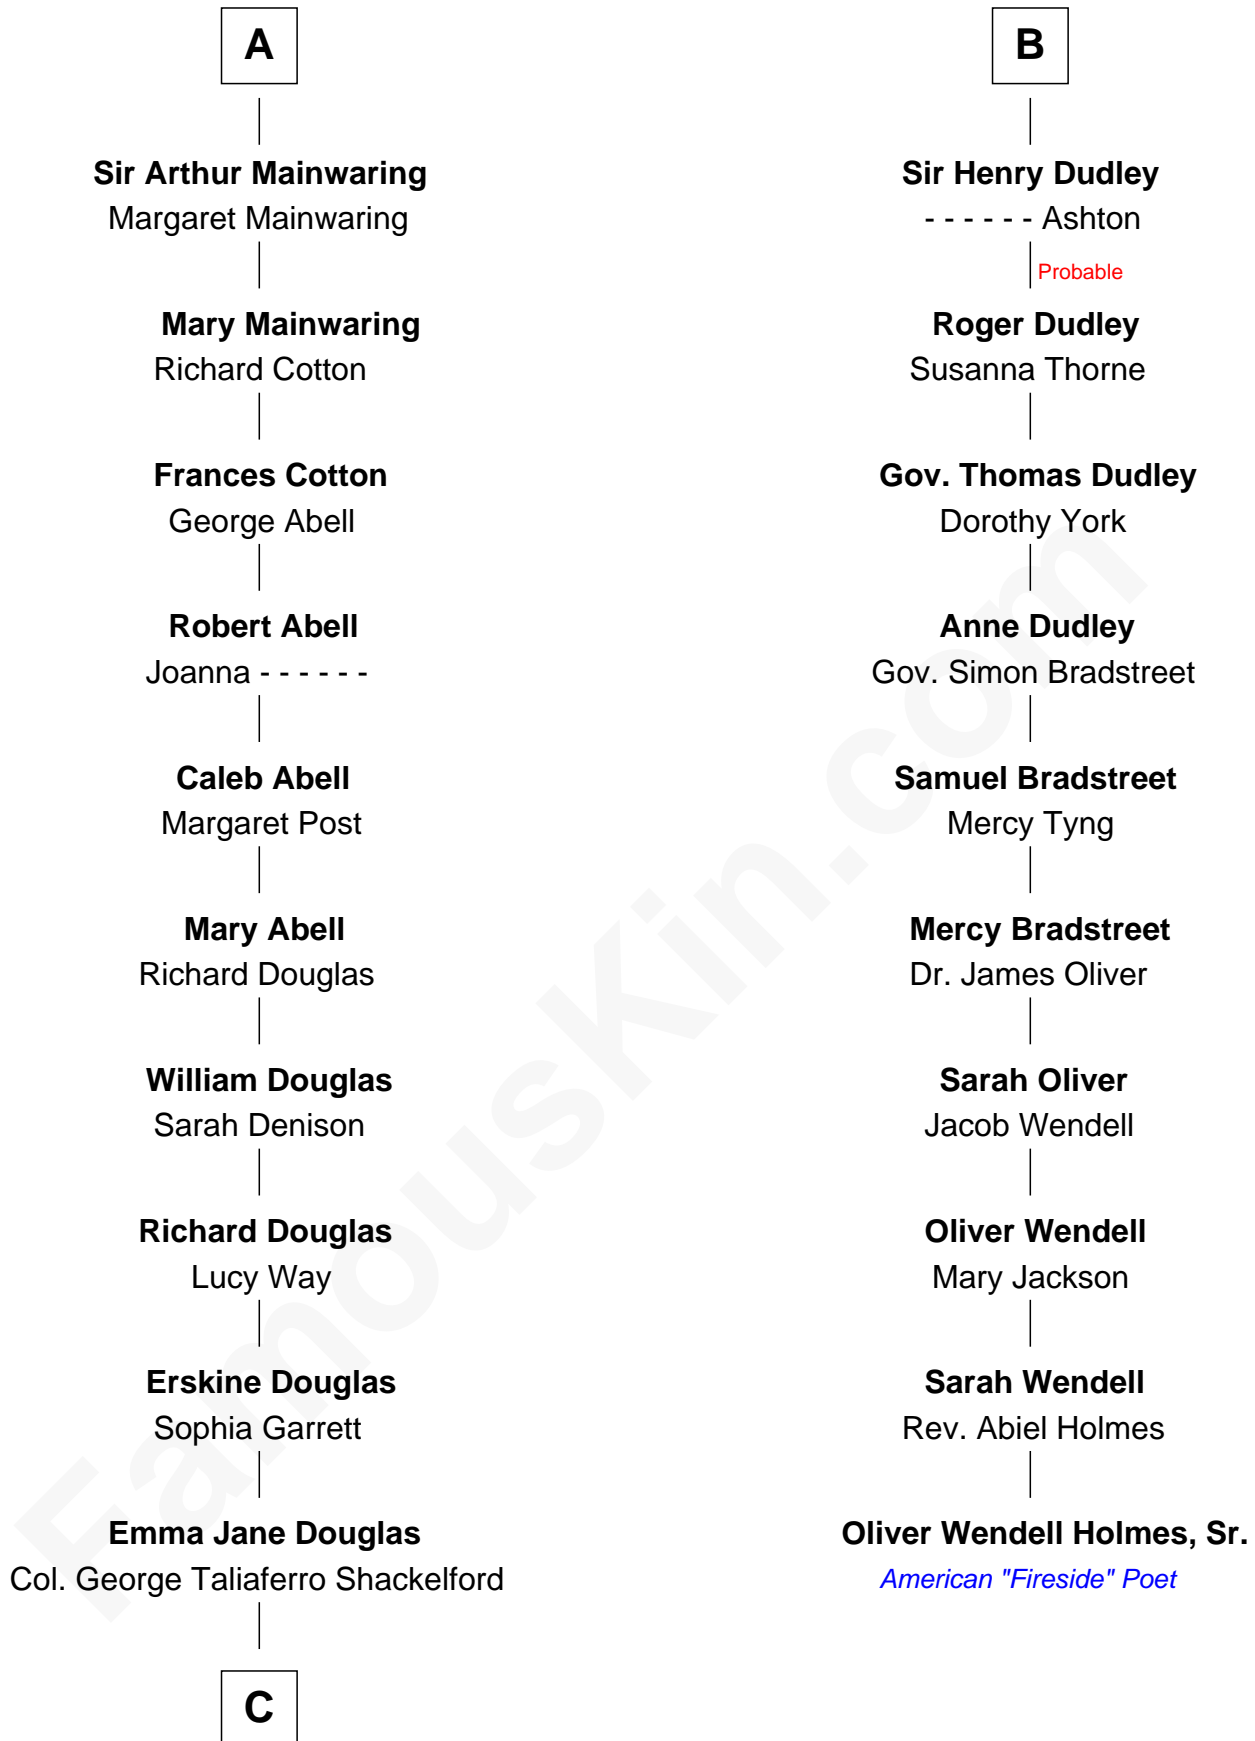 A
Sir Arthur Mainwaring
Margaret Mainwaring
Mary Mainwaring
Richard Cotton
Frances Cotton
George Abell
Robert Abell
Joanna - - - - - -
Caleb Abell
Margaret Post
Mary Abell
Richard Douglas
William Douglas
Sarah Denison
Richard Douglas
Lucy Way
Erskine Douglas
Sophia Garrett
Emma Jane Douglas
Col. George Taliaferro Shackelford
C
B
Sir Henry Dudley
- - - - - - Ashton
Probable
Roger Dudley
Susanna Thorne
Gov. Thomas Dudley
Dorothy York
Anne Dudley
Gov. Simon Bradstreet
Samuel Bradstreet
Mercy Tyng
Mercy Bradstreet
Dr. James Oliver
Sarah Oliver
Jacob Wendell
Oliver Wendell
Mary Jackson
Sarah Wendell
Rev. Abiel Holmes
Oliver Wendell Holmes, Sr.
American "Fireside" Poet
FamousKin.com